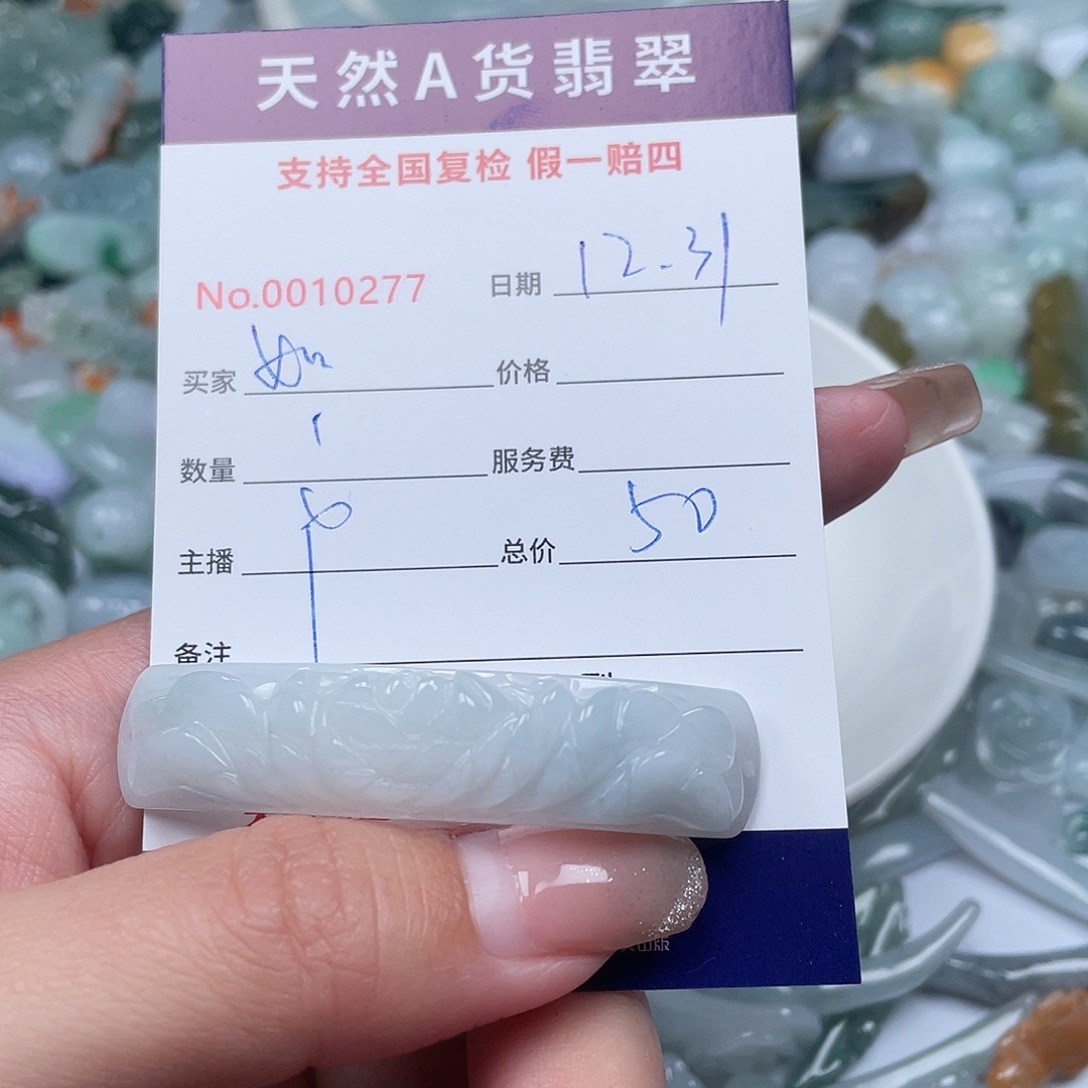 天然A货翡翠
支持全国复检 假一赔四
No.0010277 日期 12-31
买家 如 价格
数量 1 服务费
主播 总价 50
备注